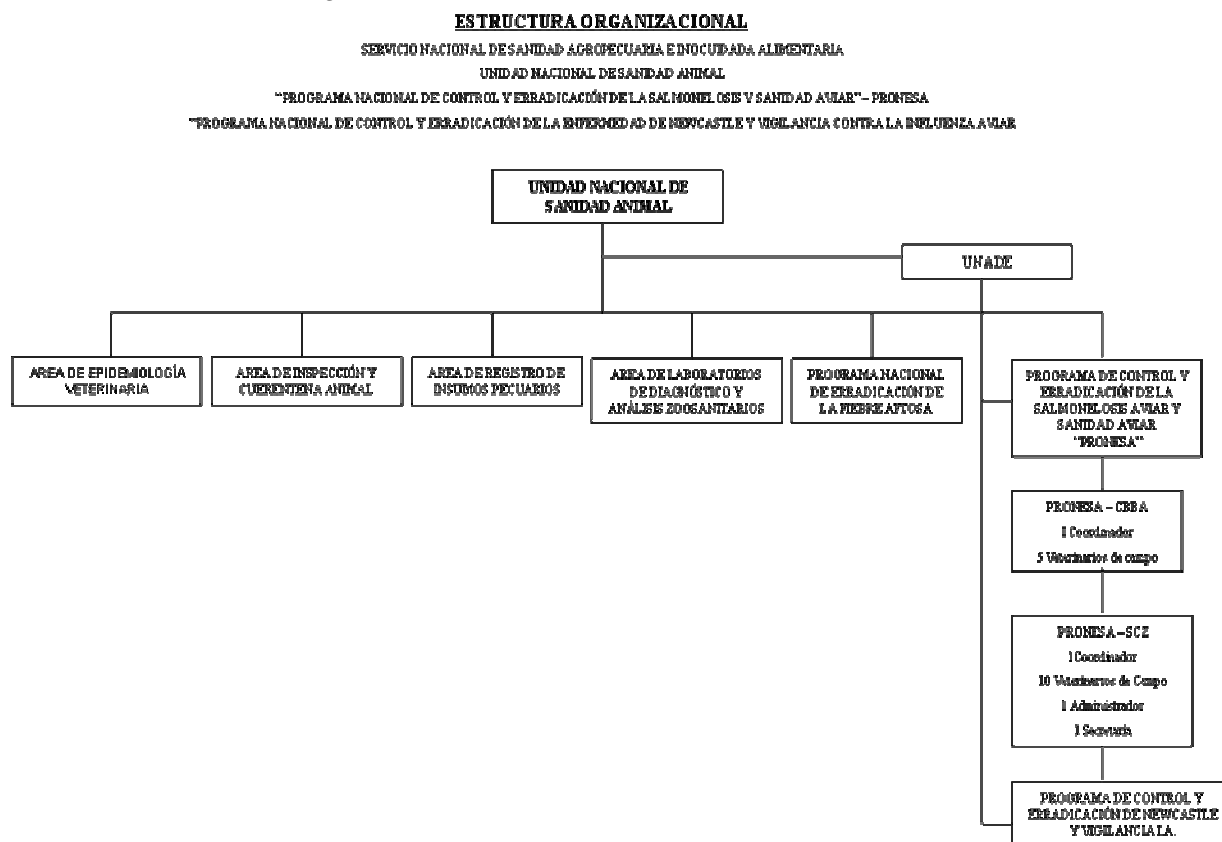 ESTRUCTURA ORGANIZACIONAL
SERVICIO NACIONAL DE SANIDAD AGROPECUARIA E INOCUIDADA ALIMENTARIA
UNIDAD NACIONAL DE SANIDAD ANIMAL
"PROGRAMA NACIONAL DE CONTROL Y ERRADICACIÓN DE LA SALMONELOSIS Y SANIDAD AVIAR" – PRONESA
"PROGRAMA NACIONAL DE CONTROL Y ERRADICACIÓN DE LA ENFERMEDAD DE NEWCASTLE Y VIGILANCIA CONTRA LA INFLUENZA AVIAR
UNIDAD NACIONAL DE
SANIDAD ANIMAL
UNADE
AREA DE EPIDEMIOLOGÍA
VETERINARIA
AREA DE INSPECCIÓN Y
CUERENTENA ANIMAL
AREA DE REGISTRO DE
INSUMOS PECUARIOS
AREA DE LABORATORIOS
DE DIAGNÓSTICO Y
ANÁLISIS ZOOSANITARIOS
PROGRAMA NACIONAL
DE ERRADICACIÓN DE
LA FIEBRE AFTOSA
PROGRAMA DE CONTROL Y
ERRADICACIÓN DE LA
SALMONELOSIS AVIAR Y
SANIDAD AVIAR
"PRONESA"
PRONESA – CBBA
1 Coordinador
5 Veterinarios de campo
PRONESA – SCZ
1 Coordinador
10 Veterinarios de Campo
1 Administrador
1 Secretaria
PROGRAMA DE CONTROL Y
ERRADICACIÓN DE NEWCASTLE
Y VIGILANCIA I.A.